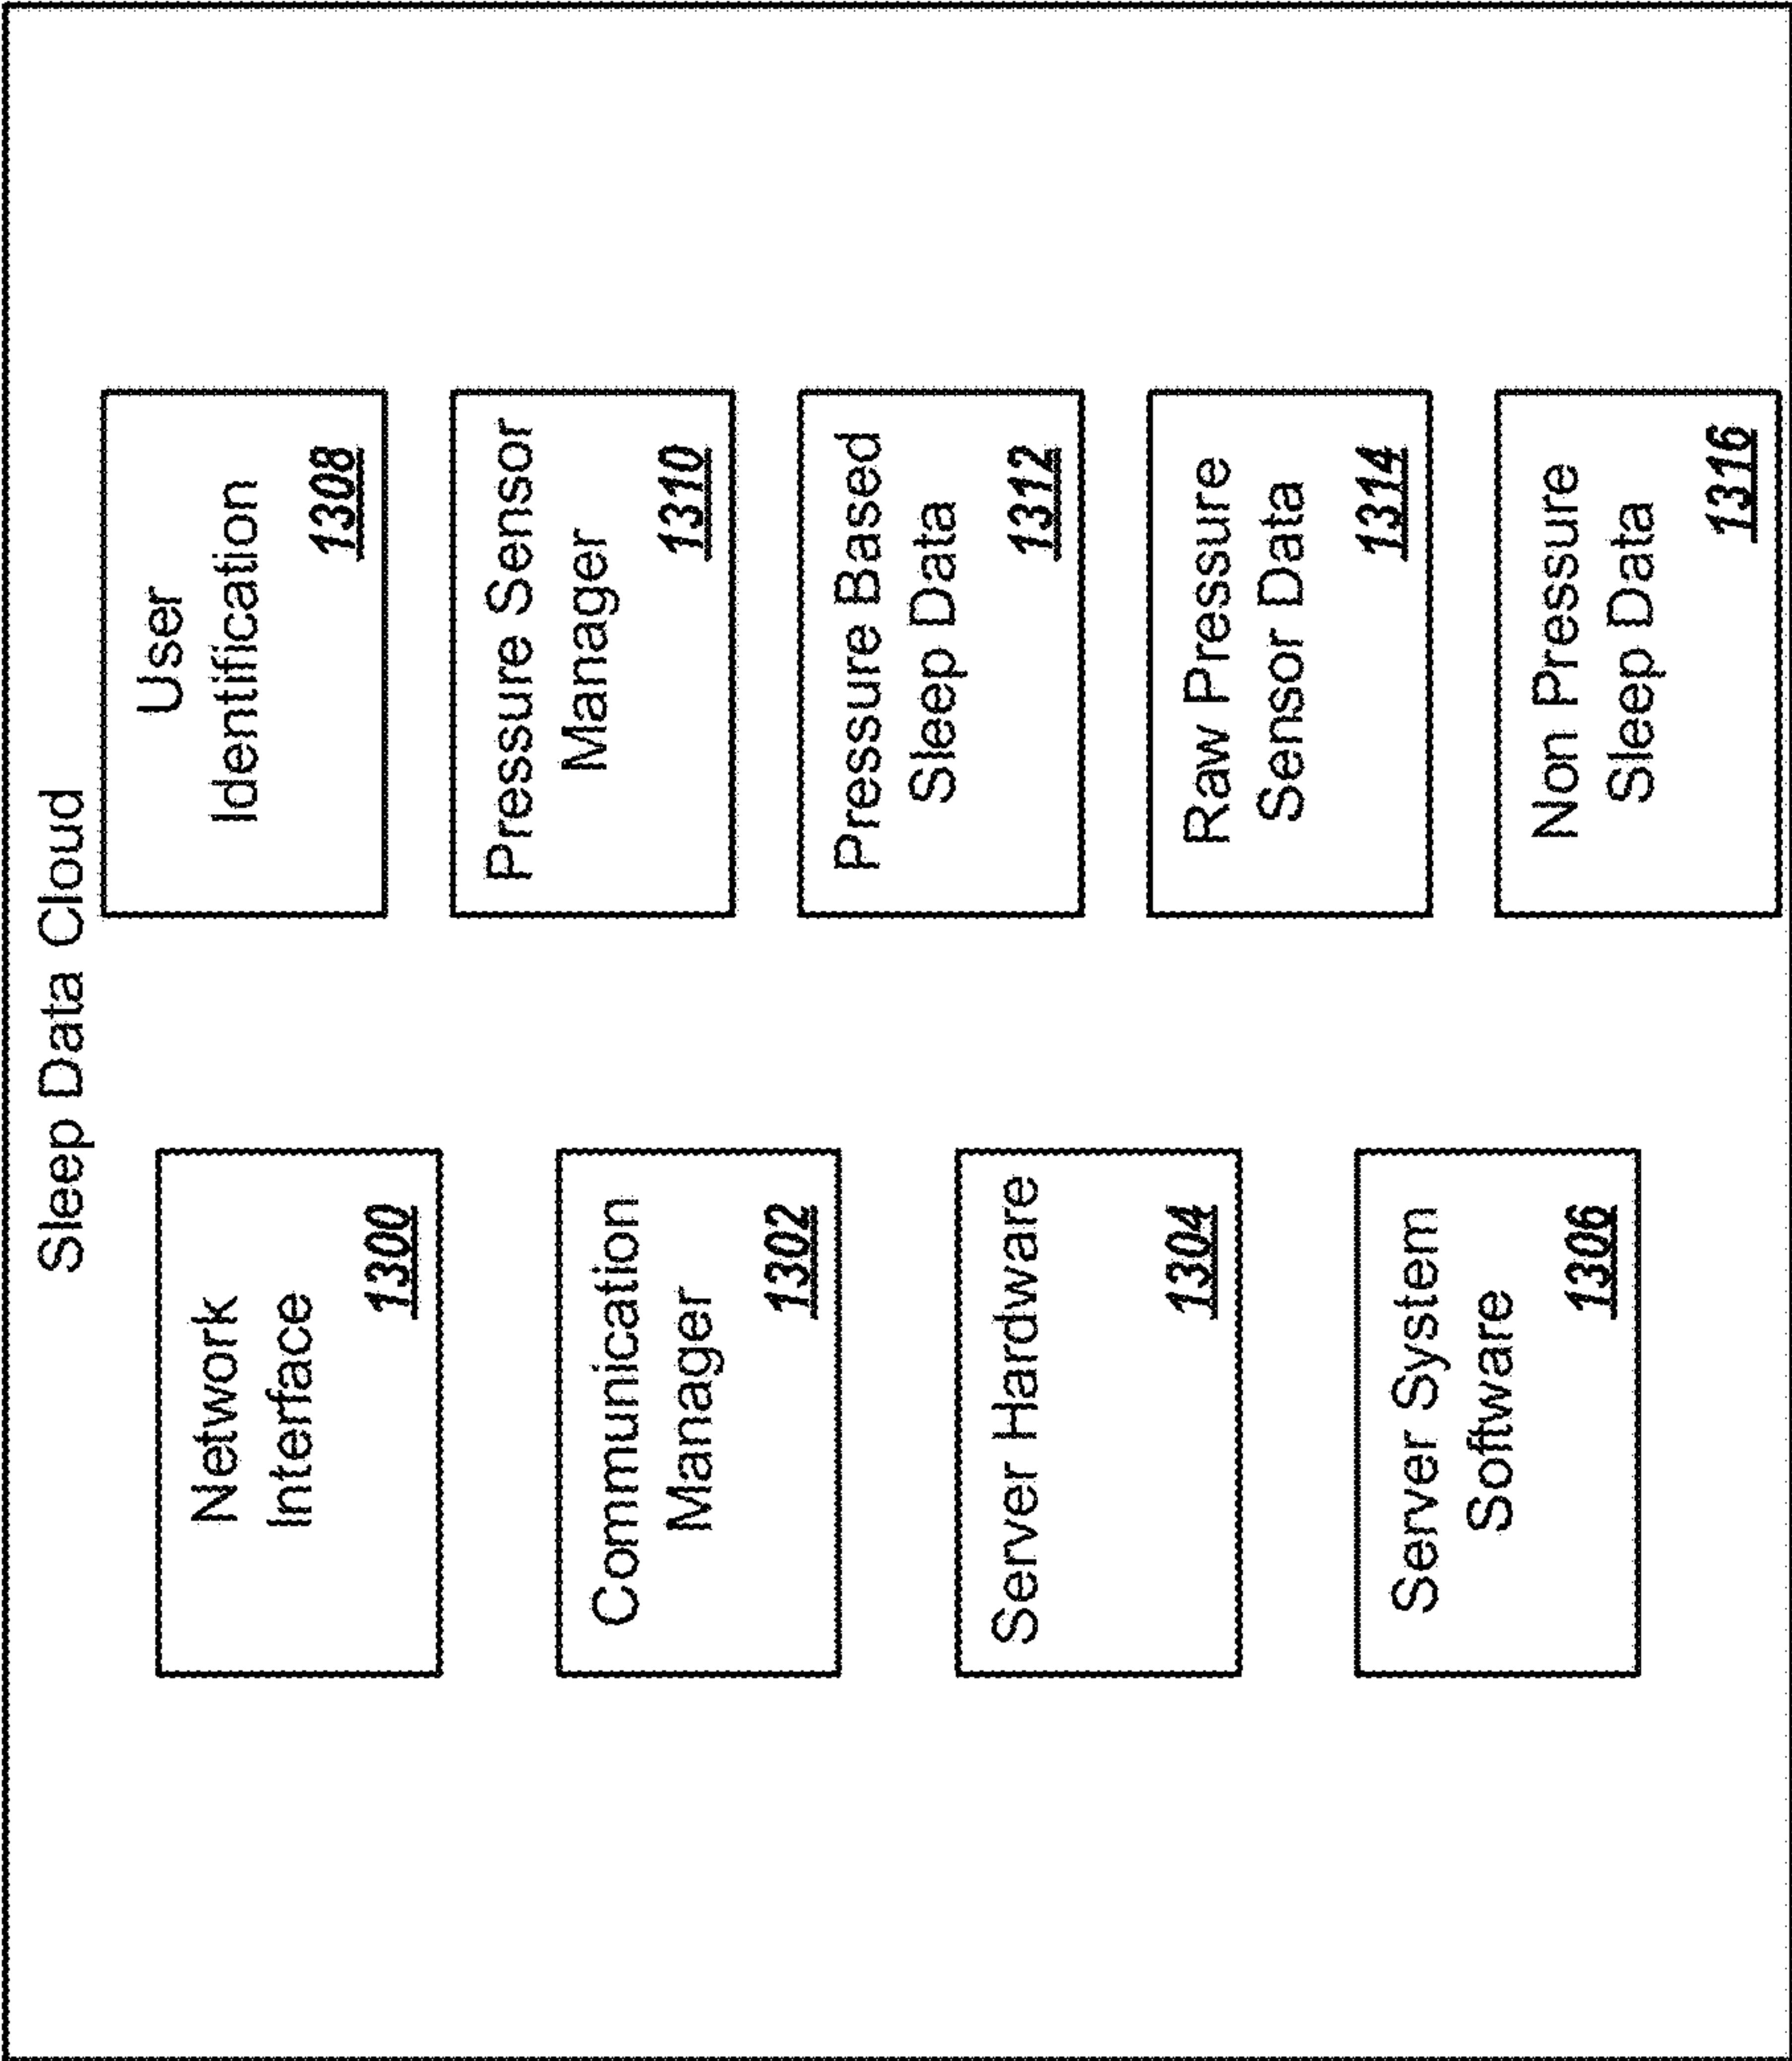 Sleep Data Cloud
Network
Interface
1300
Communication
Manager
1302
Server Hardware
1304
Server System
Software
1306
User
Identification
1308
Pressure Sensor
Manager
1310
Pressure Based
Sleep Data
1312
Raw Pressure
Sensor Data
1314
Non Pressure
Sleep Data
1316